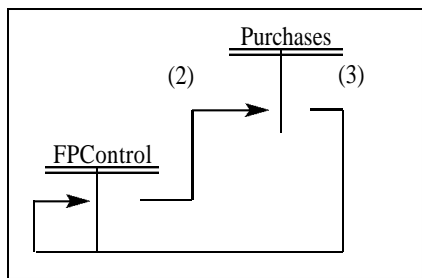 Purchases
(2)
(3)
FPControl